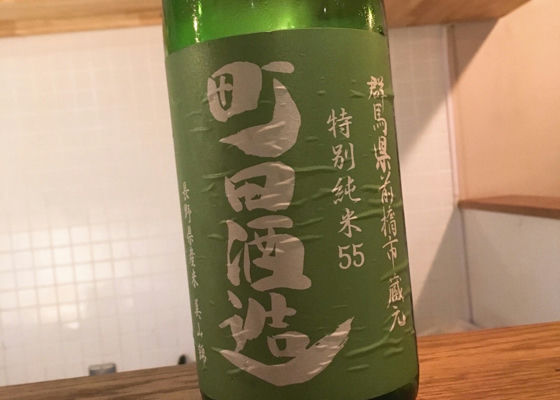 群馬県前橋市蔵元
特別純米55
町田酒造
長野県産米 美山錦